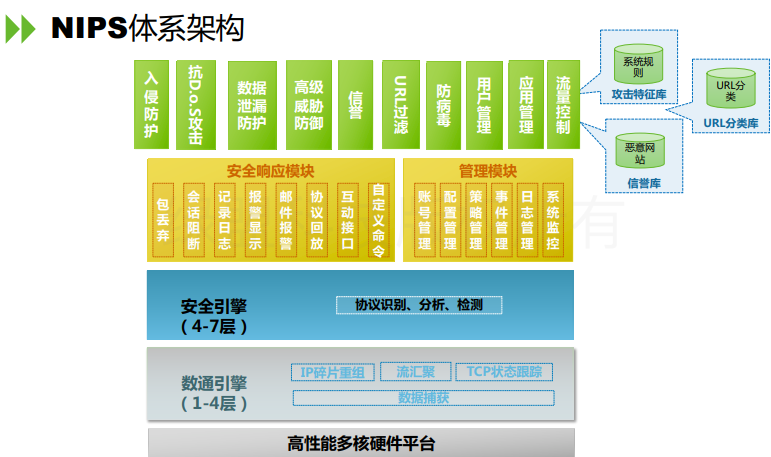 NIPS体系架构
入侵防护
抗D.o.S攻击
数据泄漏防护
高级威胁防御
信誉
URL过滤
防病毒
用户管理
应用管理
流量控制
系统规则
攻击特征库
URL分类
URL分类库
恶意网站
信誉库
安全响应模块
包丢弃
会话阻断
记录日志
报警显示
邮件报警
协议回放
互动接口
自定义命令
管理模块
账号管理
配置管理
策略管理
事件管理
日志管理
系统监控
安全引擎
（4-7层）
协议识别、分析、检测
数通引擎
（1-4层）
IP碎片重组
流汇聚
TCP状态跟踪
数据捕获
高性能多核硬件平台